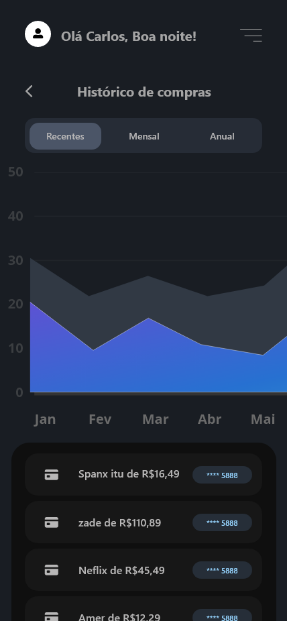 Olá Carlos, Boa noite!
Histórico de compras
Recentes Mensal Anual
50
40
30
20
10
0
Jan Fev Mar Abr Mai
Spanx itu de R$16,49 **** 5888
zade de R$110,89 **** 5888
Neflix de R$45,49 **** 5888
Amer de R$12,29 **** 5888